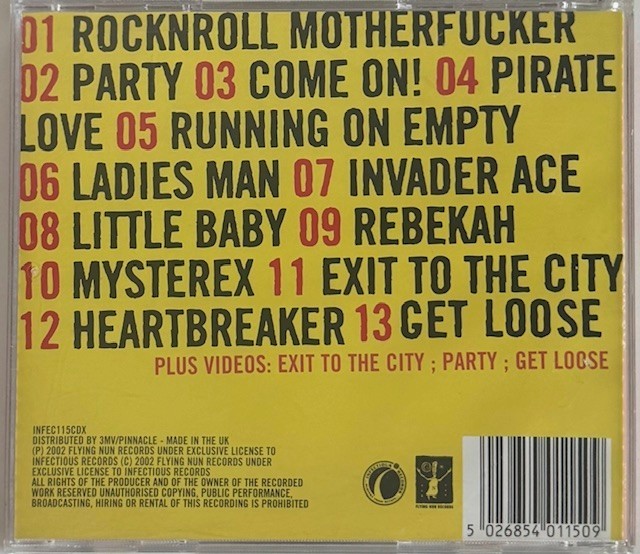 01 ROCKNROLL MOTHERFUCKER
02 PARTY 03 COME ON! 04 PIRATE
LOVE 05 RUNNING ON EMPTY
06 LADIES MAN 07 INVADER ACE
08 LITTLE BABY 09 REBEKAH
10 MYSTEREX 11 EXIT TO THE CITY
12 HEARTBREAKER 13 GET LOOSE
PLUS VIDEOS: EXIT TO THE CITY ; PARTY ; GET LOOSE
INFEC115CDX
DISTRIBUTED BY 3MV/PINNACLE - MADE IN THE UK
(P) 2002 FLYING NUN RECORDS UNDER EXCLUSIVE LICENSE TO
INFECTIOUS RECORDS (C) 2002 FLYING NUN RECORDS UNDER
EXCLUSIVE LICENSE TO INFECTIOUS RECORDS
ALL RIGHTS OF THE PRODUCER AND OF THE OWNER OF THE RECORDED
WORK RESERVED UNAUTHORISED COPYING, PUBLIC PERFORMANCE,
BROADCASTING, HIRING OR RENTAL OF THIS RECORDING IS PROHIBITED
FLYING NUN RECORDS
5 026854 011509